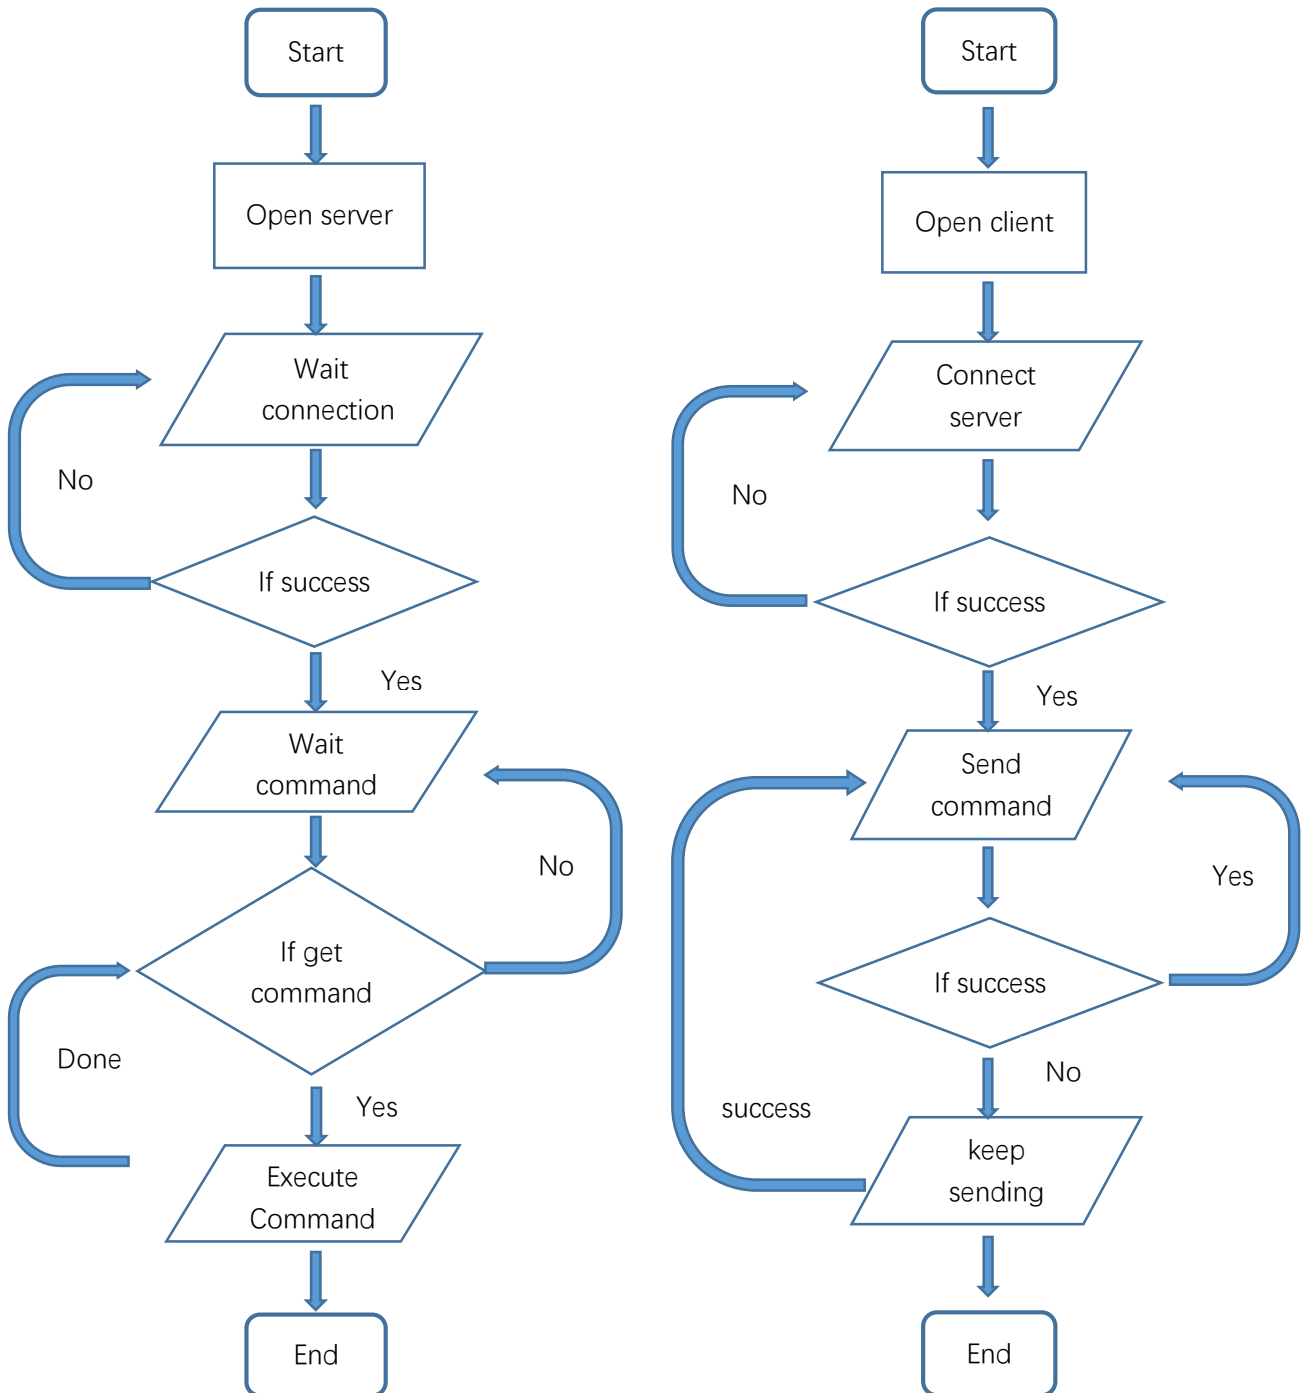 Start
Open server
Wait
connection
No
If success
Yes
Wait
command
No
If get
command
Done
Yes
Execute
Command
End
Start
Open client
Connect
server
No
If success
Yes
Send
command
Yes
If success
No
success
keep
sending
End